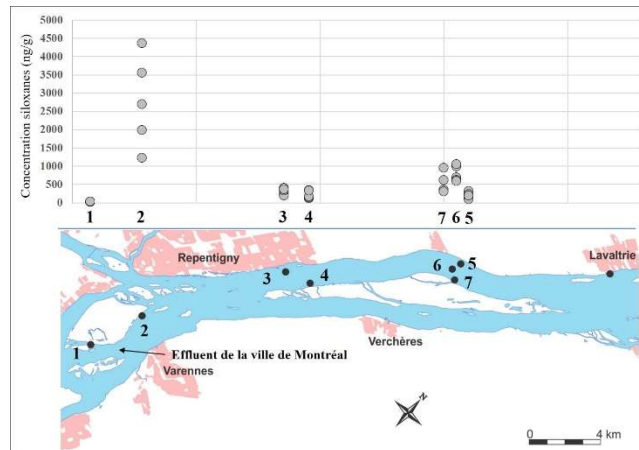 Concentration siloxanes (ng/g)
5000
4500
4000
3500
3000
2500
2000
1500
1000
500
0
1 2 3 4 7 6 5
Repentigny
Lavaltrie
3
4
6
5
7
2
1
Effluent de la ville de Montréal
Varennes
Verchères
N
0 4 km